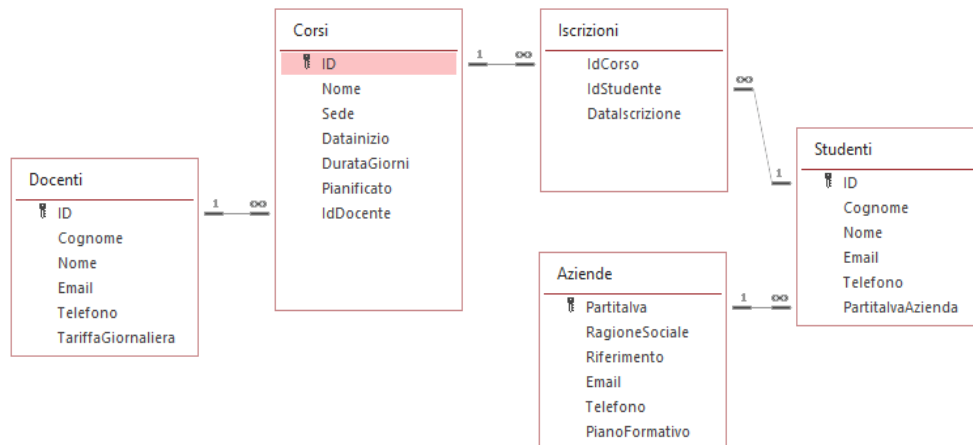 Corsi
ID
Nome
Sede
Datainizio
DurataGiorni
Pianificato
IdDocente
1 ∞
Iscrizioni
IdCorso
IdStudente
DataIscrizione
∞
1
Docenti
ID
Cognome
Nome
Email
Telefono
TariffaGiornaliera
1 ∞
Studenti
ID
Cognome
Nome
Email
Telefono
PartitaIvaAzienda
Aziende
PartitaIva
RagioneSociale
Riferimento
Email
Telefono
PianoFormativo
1 ∞